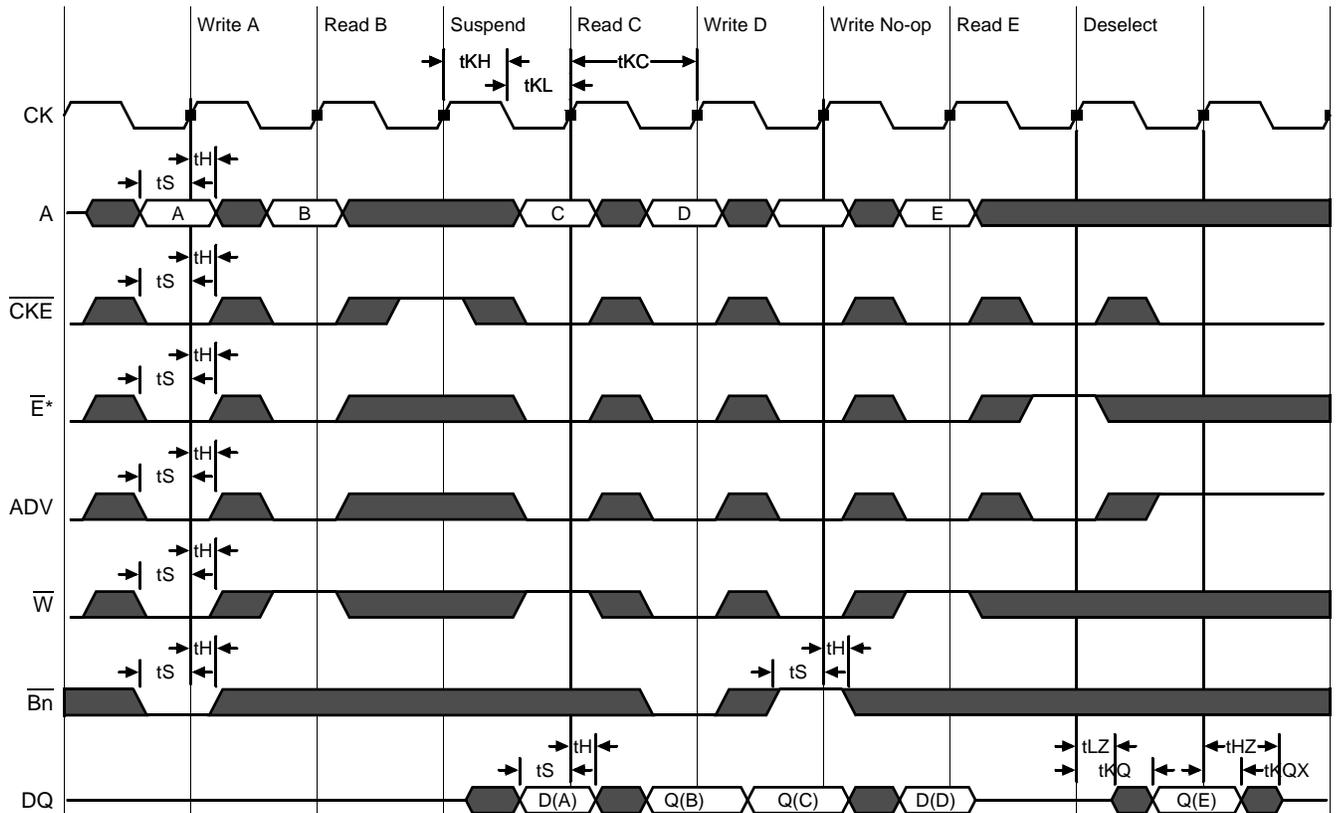 Write A Read B Suspend Read C Write D Write No-op Read E Deselect
tKH tKC
tKL
CK
tH
tS
A A B C D E
tH
tS
CKE
tH
tS
E*
tH
tS
ADV
tH
tS
W
tH tH
tS tS
Bn
tH tLZ tHZ
tS tKQ tKQX
DQ D(A) Q(B) Q(C) D(D) Q(E)